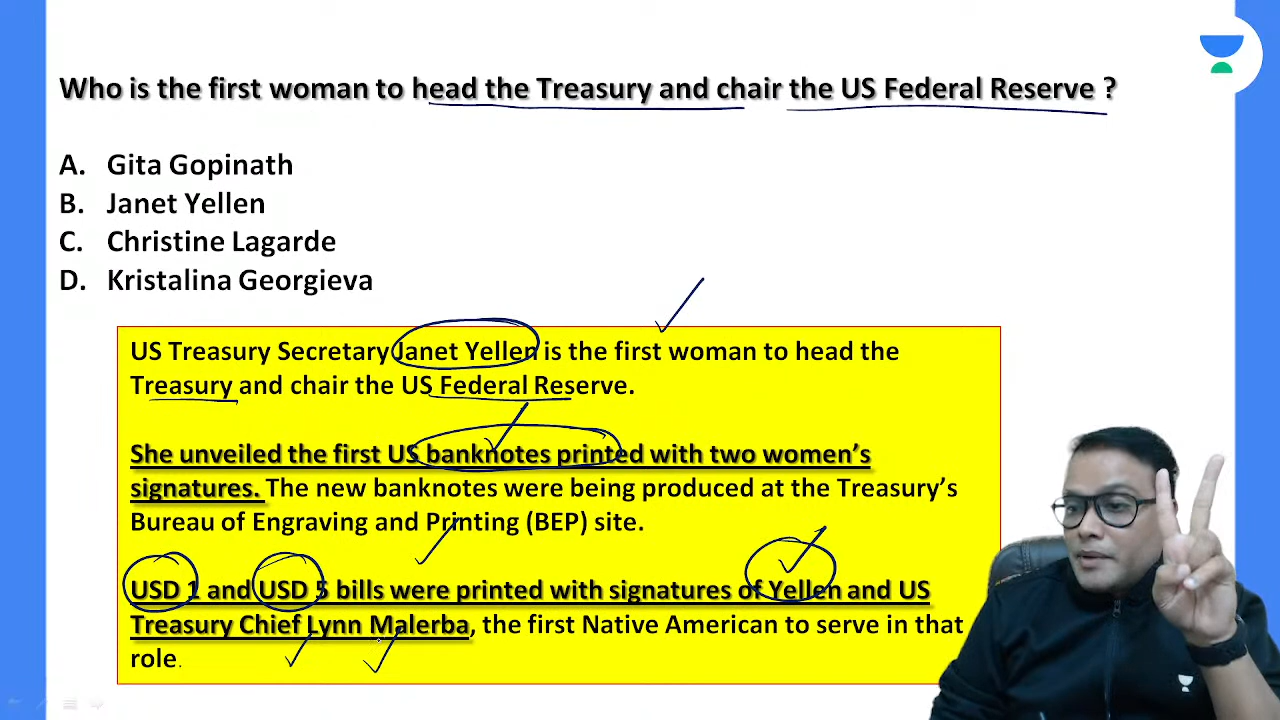 Who is the first woman to head the Treasury and chair the US Federal Reserve ?
A. Gita Gopinath
B. Janet Yellen
C. Christine Lagarde
D. Kristalina Georgieva
US Treasury Secretary Janet Yellen is the first woman to head the
Treasury and chair the US Federal Reserve.
She unveiled the first US banknotes printed with two women's
signatures. The new banknotes were being produced at the Treasury's
Bureau of Engraving and Printing (BEP) site.
USD 1 and USD 5 bills were printed with signatures of Yellen and US
Treasury Chief Lynn Malerba, the first Native American to serve in that
role.